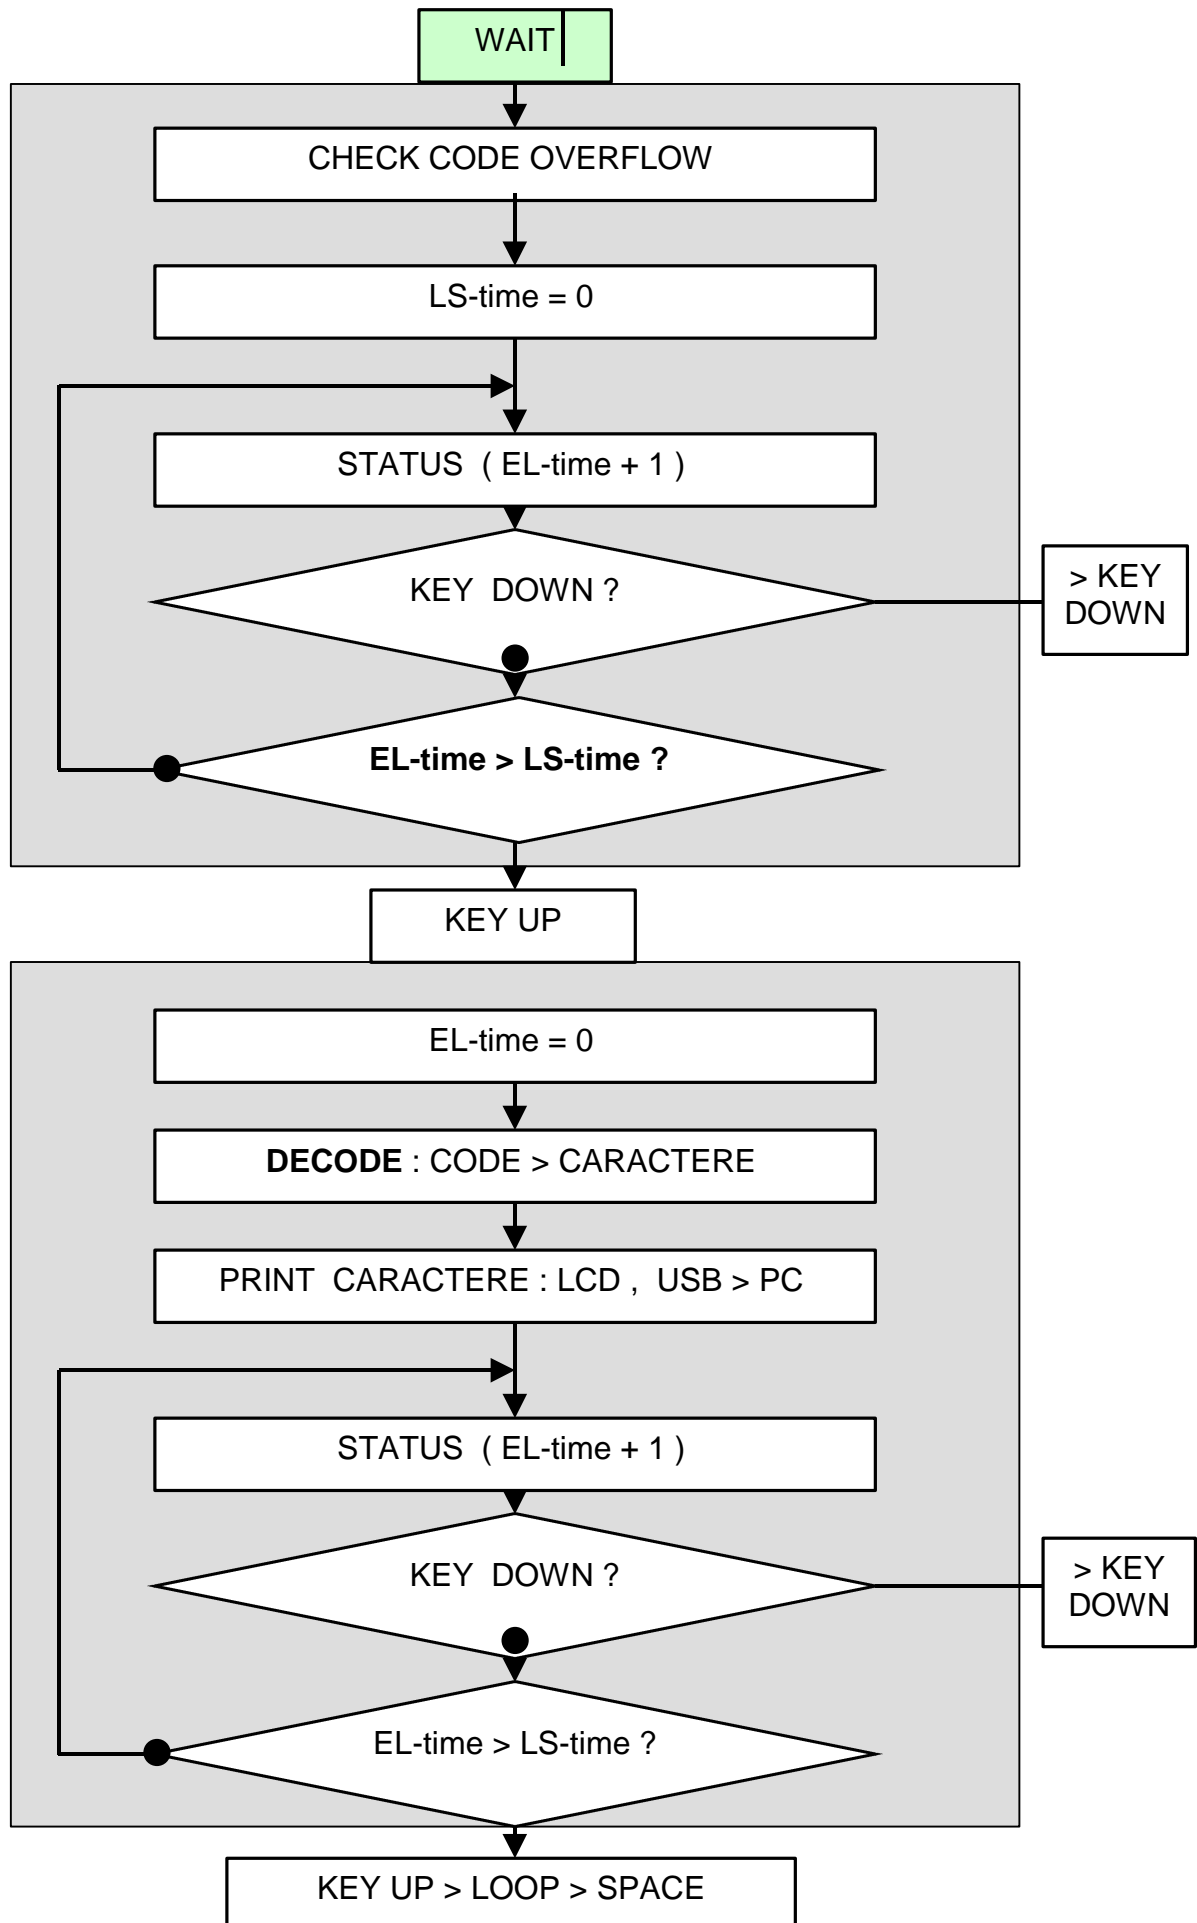 WAIT
CHECK CODE OVERFLOW
LS-time = 0
STATUS ( EL-time + 1 )
KEY DOWN ?
> KEY
DOWN
EL-time > LS-time ?
KEY UP
EL-time = 0
DECODE : CODE > CARACTERE
PRINT CARACTERE : LCD , USB > PC
STATUS ( EL-time + 1 )
KEY DOWN ?
> KEY
DOWN
EL-time > LS-time ?
KEY UP > LOOP > SPACE